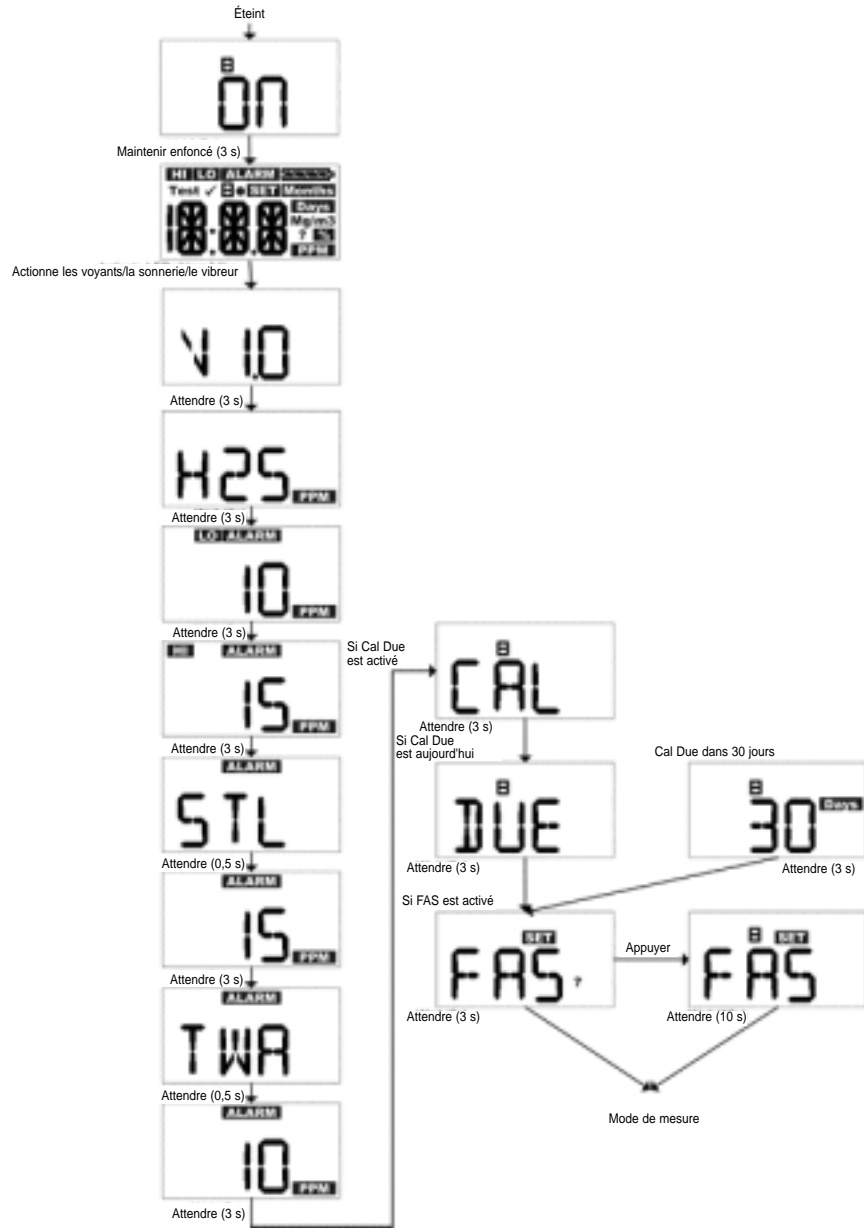 Éteint
ON
Maintenir enfoncé (3 s)
HI LO ALARM
Test ✓ SET Months
Days
Mg/m3
18:8.8 ? %
PPM
Actionne les voyants/la sonnerie/le vibreur
V 1.0
Attendre (3 s)
H2S PPM
Attendre (3 s)
LO ALARM
10 PPM
Attendre (3 s)
HI ALARM
15 PPM
Attendre (3 s)
ALARM
STL
Attendre (0,5 s)
ALARM
15 PPM
Attendre (3 s)
ALARM
TWA
Attendre (0,5 s)
ALARM
10 PPM
Attendre (3 s)
Si Cal Due
est activé
CAL
Attendre (3 s)
Si Cal Due
est aujourd'hui
DUE
Attendre (3 s)
Cal Due dans 30 jours
30 Days
Attendre (3 s)
Si FAS est activé
SET
FAS ?
Attendre (3 s)
Appuyer
SET
FAS
Attendre (10 s)
Mode de mesure